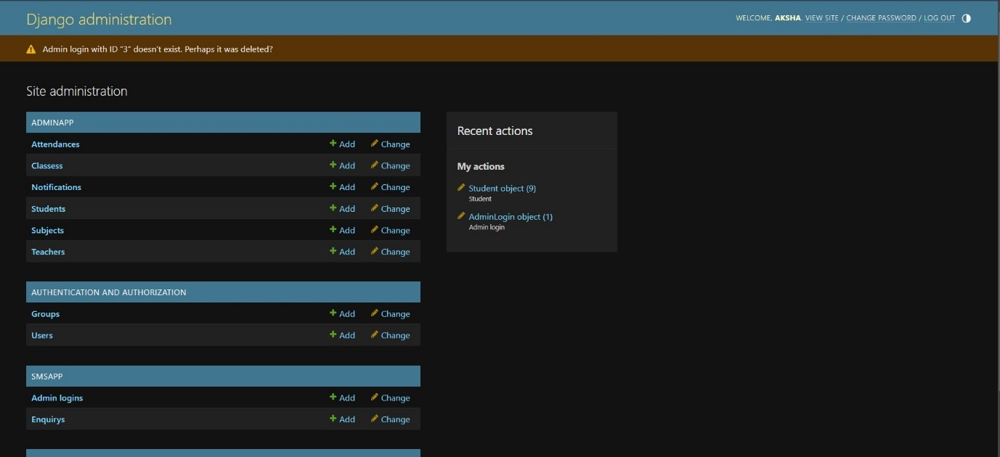 Django administration
WELCOME, AKSHA. VIEW SITE / CHANGE PASSWORD / LOG OUT
Admin login with ID “3” doesn’t exist. Perhaps it was deleted?
Site administration
ADMINAPP
Attendances Add Change
Classess Add Change
Notifications Add Change
Students Add Change
Subjects Add Change
Teachers Add Change
AUTHENTICATION AND AUTHORIZATION
Groups Add Change
Users Add Change
SMSAPP
Admin logins Add Change
Enquirys Add Change
Recent actions
My actions
Student object (9)
Student
AdminLogin object (1)
Admin login